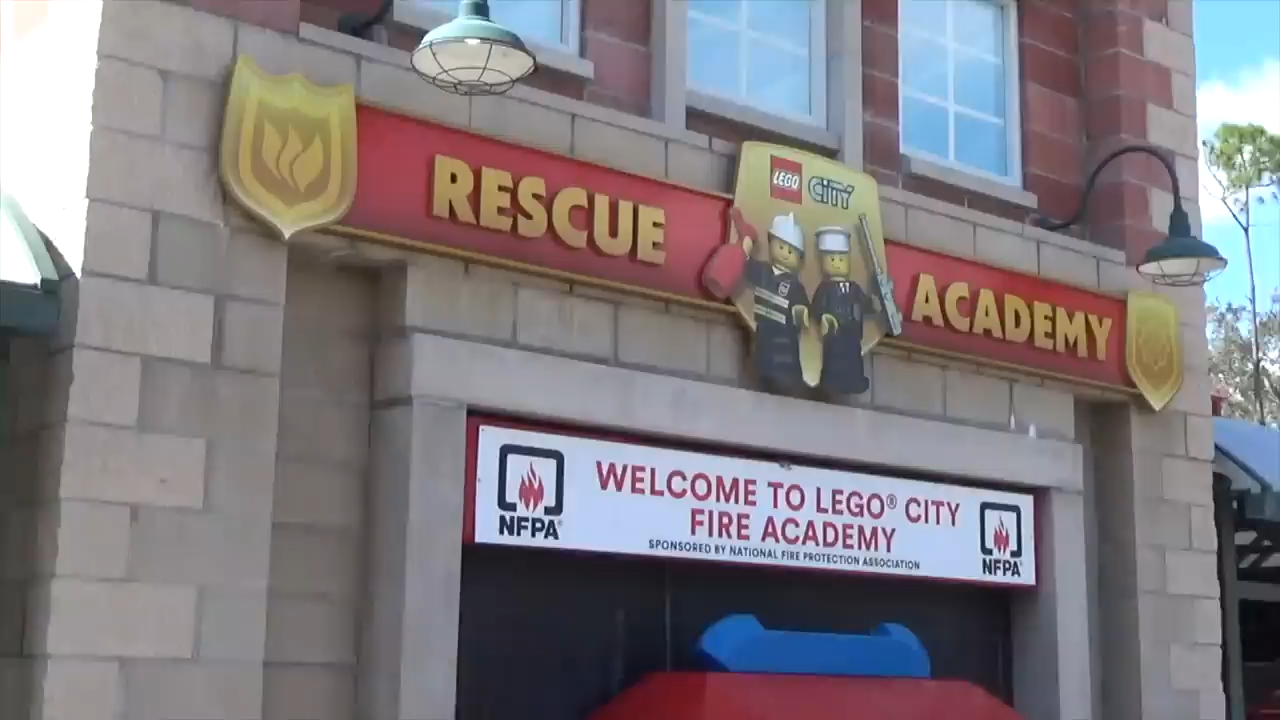 RESCUE
LEGO CITY
ACADEMY
WELCOME TO LEGO® CITY
FIRE ACADEMY
SPONSORED BY NATIONAL FIRE PROTECTION ASSOCIATION
NFPA®
NFPA®